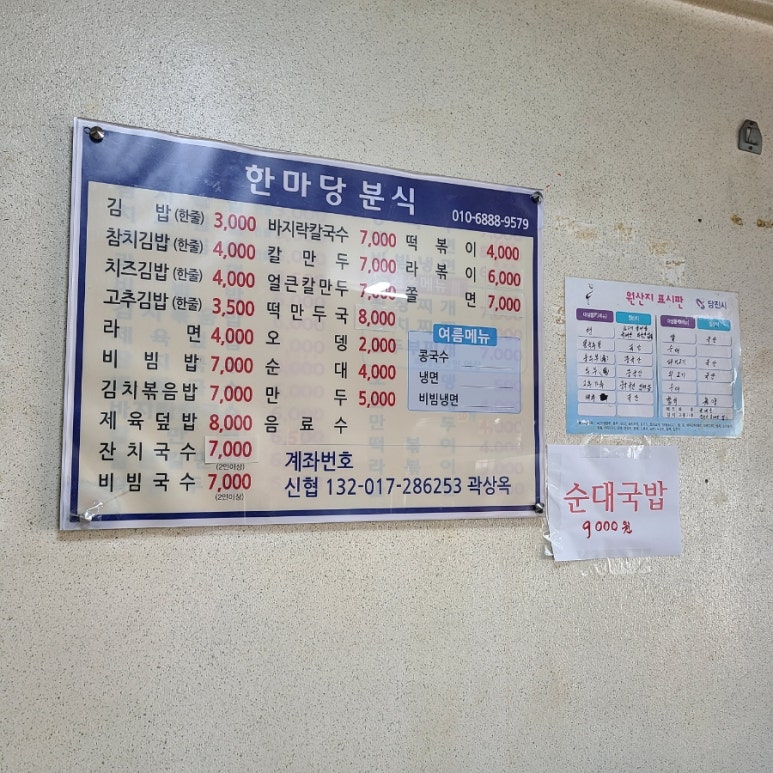 한마당 분식
010-6888-9579
김 밥 (한줄) 3,000
참치김밥 (한줄) 4,000
치즈김밥 (한줄) 4,000
고추김밥 (한줄) 3,500
라 면 4,000
비 빔 밥 7,000
김치볶음밥 7,000
제 육 덮 밥 8,000
잔 치 국 수 7,000
(2인이상)
비 빔 국 수 7,000
(2인이상)
바지락칼국수 7,000
칼 만 두 7,000
얼큰칼만두 7,000
떡 만 두 국 8,000
오 뎅 2,000
순 대 4,000
만 두 5,000
음 료 수
떡 볶 이 4,000
라 볶 이 6,000
쫄 면 7,000
여름메뉴
콩국수
냉면
비빔냉면
계좌번호
신협 132-017-286253 곽상옥
원산지 표시판
당진시
순대국밥
9000원